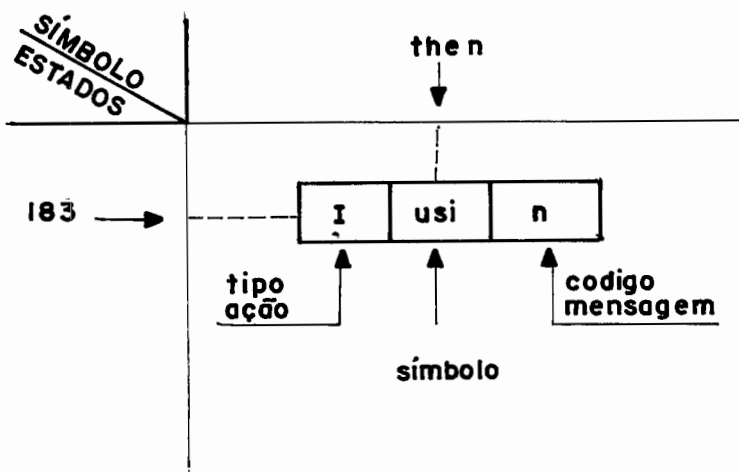 SÍMBOLO
ESTADOS
then
183
I usi n
tipo
ação
codigo
mensagem
símbolo